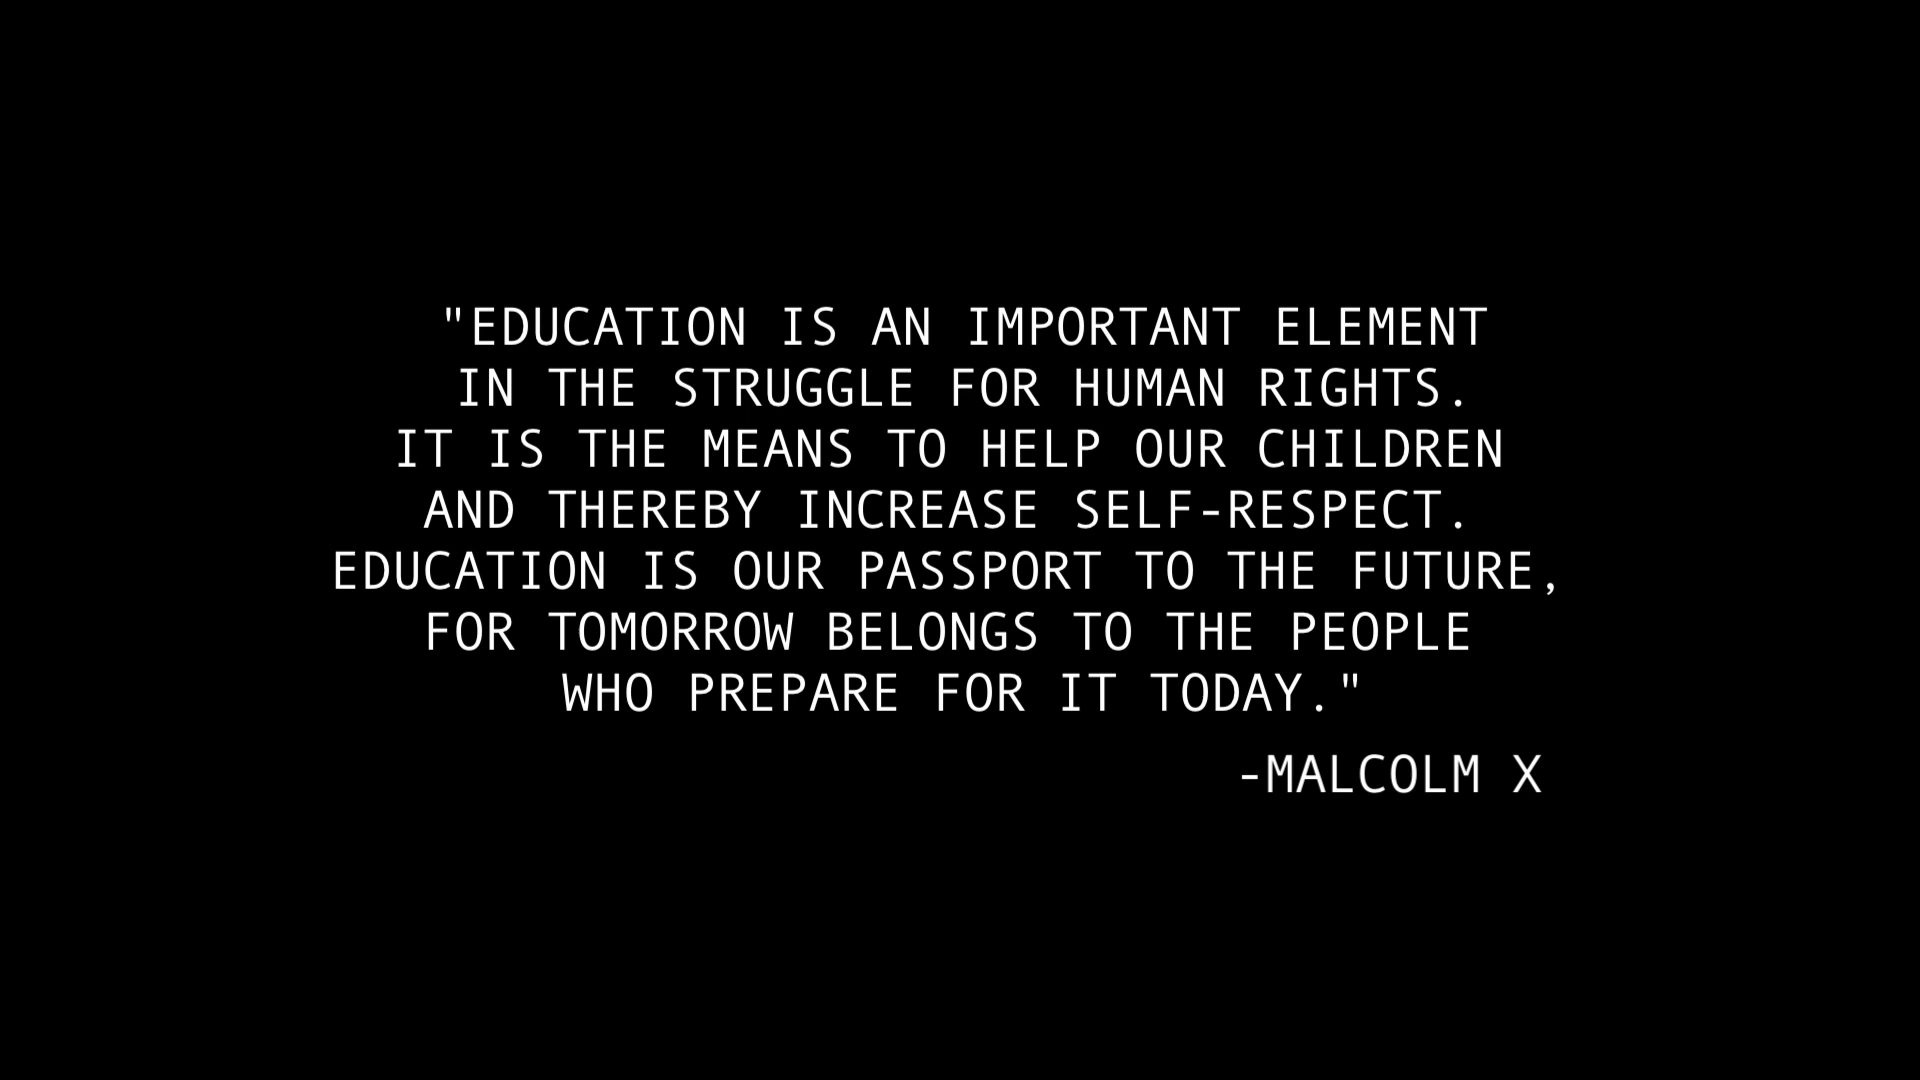 "EDUCATION IS AN IMPORTANT ELEMENT
IN THE STRUGGLE FOR HUMAN RIGHTS.
IT IS THE MEANS TO HELP OUR CHILDREN
AND THEREBY INCREASE SELF-RESPECT.
EDUCATION IS OUR PASSPORT TO THE FUTURE,
FOR TOMORROW BELONGS TO THE PEOPLE
WHO PREPARE FOR IT TODAY."
-MALCOLM X